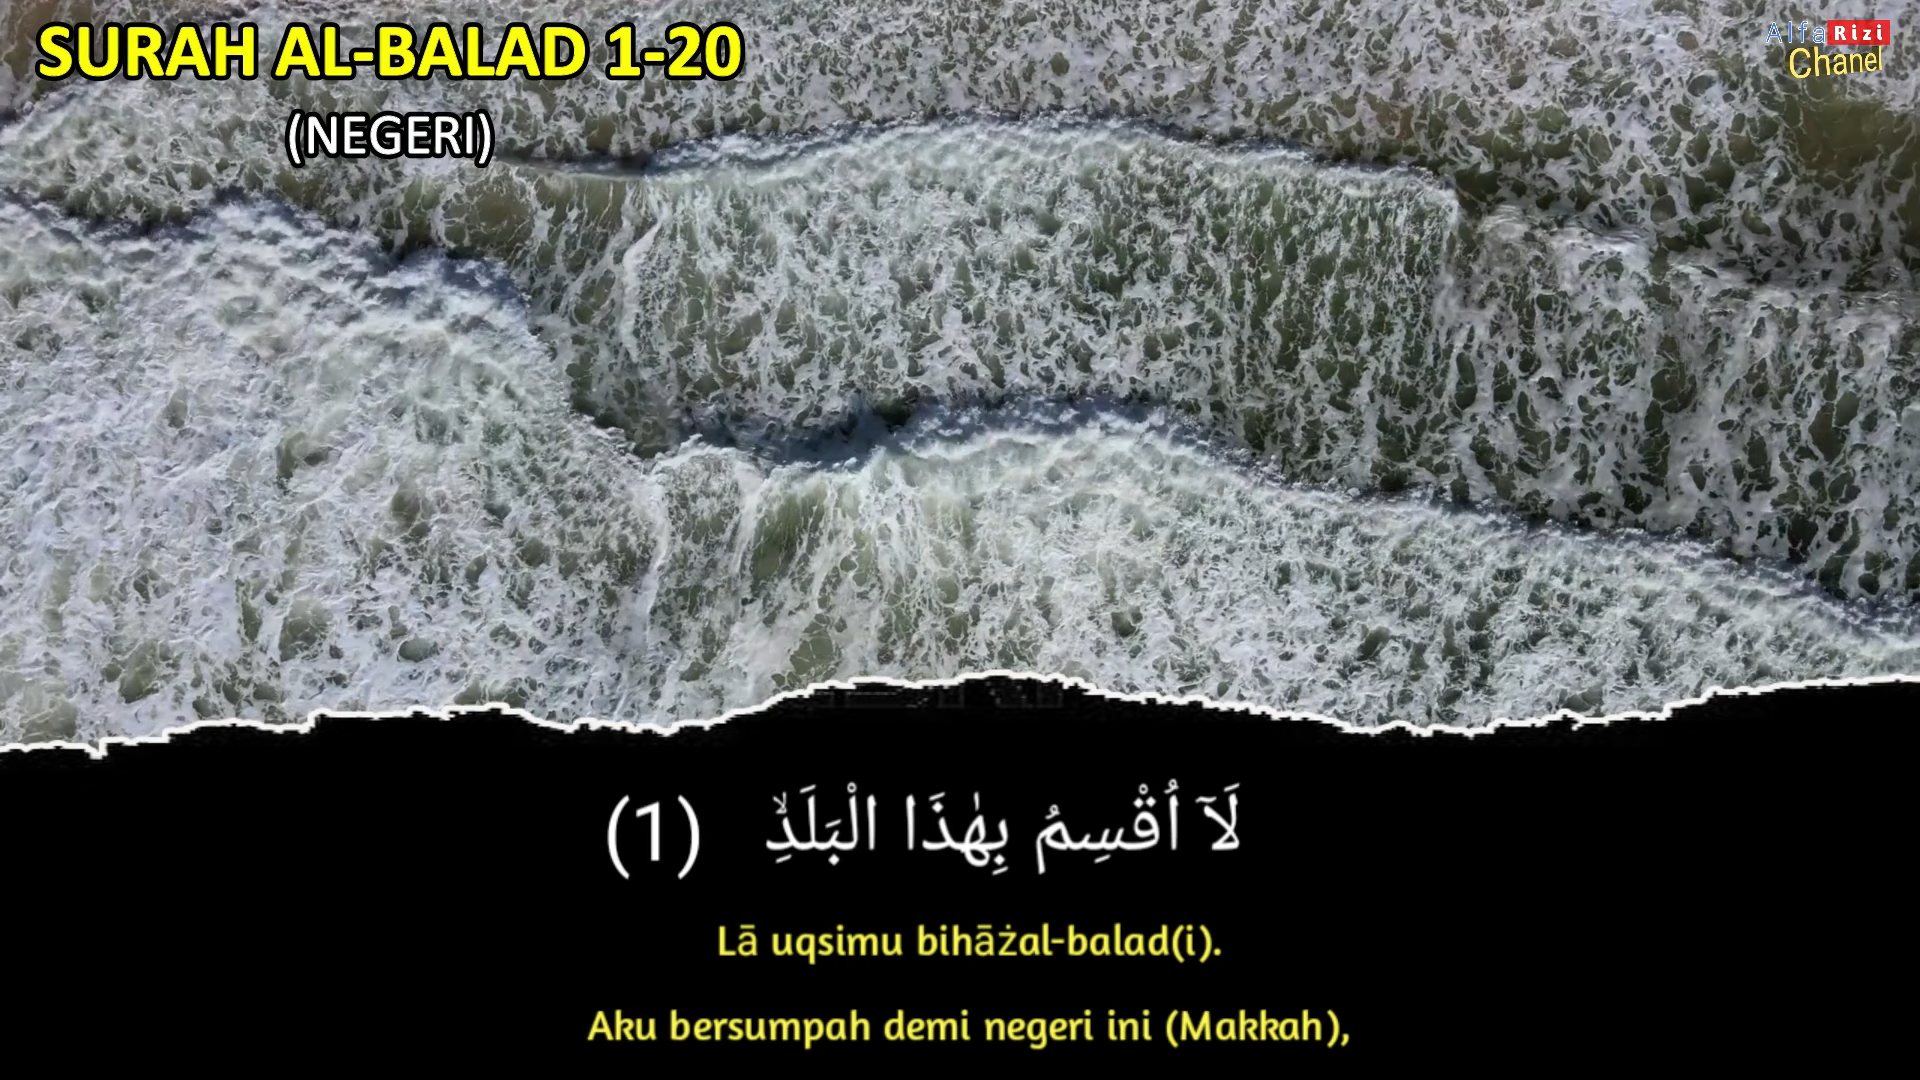 SURAH AL-BALAD 1-20
(NEGERI)
Alfa Rizi
Chanel
لَآ اُقْسِمُ بِهٰذَا الْبَلَدِۙ (1)
Lā uqsimu bihāżal-balad(i).
Aku bersumpah demi negeri ini (Makkah),